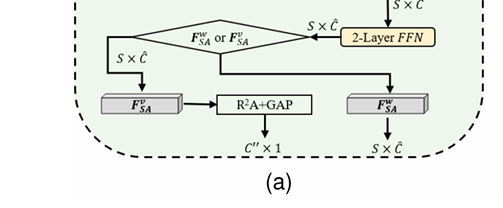 S × C
S × Ĉ
F^w_SA or F^v_SA
2-Layer FFN
S × Ĉ
F^v_SA
R²A+GAP
F^w_SA
C'' × 1
S × Ĉ
(a)